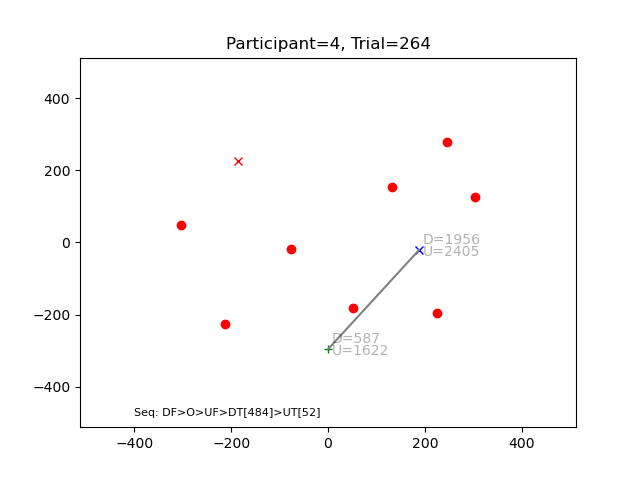 Participant=4, Trial=264
400
200
0
−200
−400
D=1956
U=2405
D=587
U=1622
Seq: DF>O>UF>DT[484]>UT[52]
−400 −200 0 200 400